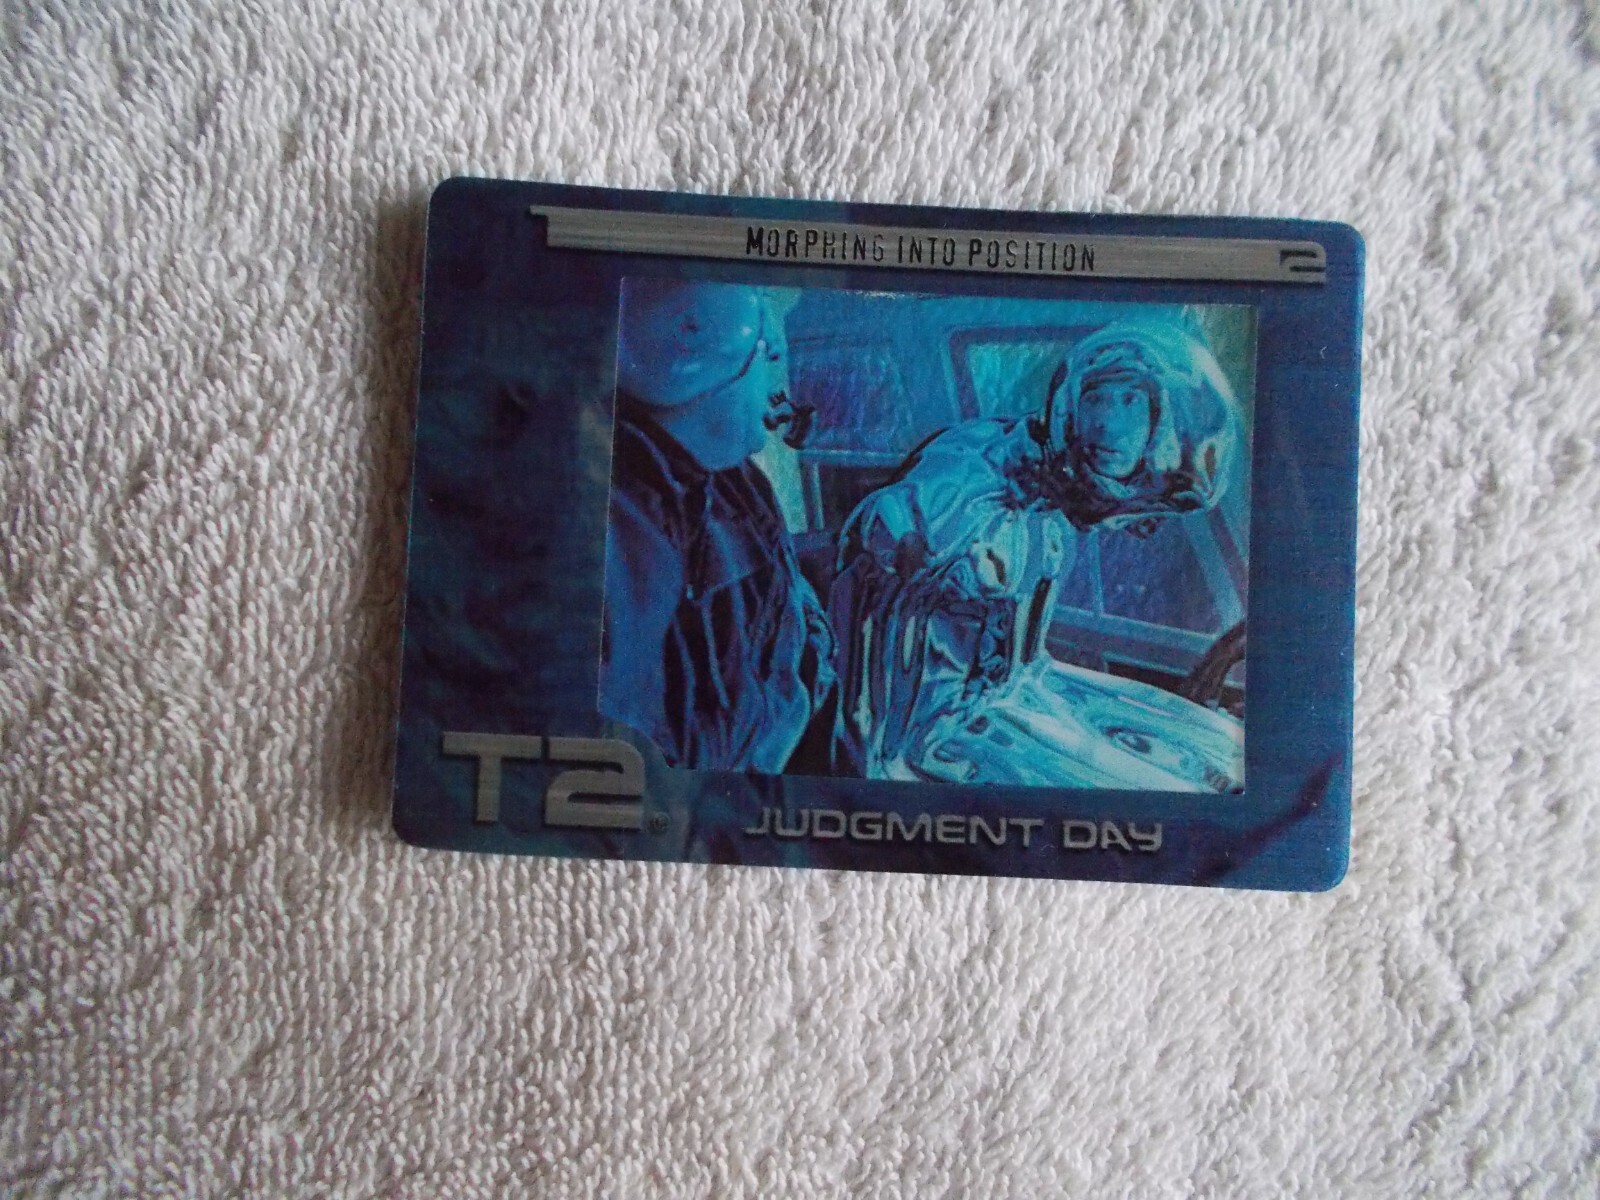 MORPHING INTO POSITION 2
T2
JUDGMENT DAY